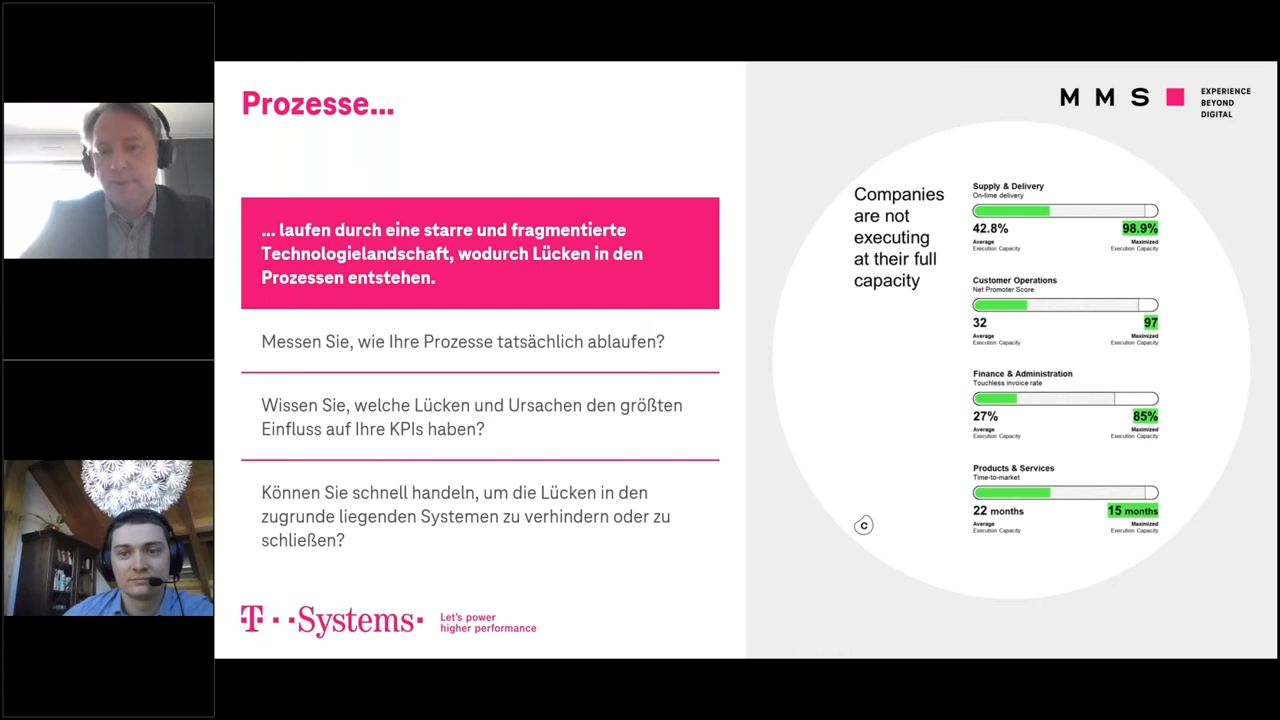 Prozesse...
... laufen durch eine starre und fragmentierte
Technologielandschaft, wodurch Lücken in den
Prozessen entstehen.
Messen Sie, wie Ihre Prozesse tatsächlich ablaufen?
Wissen Sie, welche Lücken und Ursachen den größten
Einfluss auf Ihre KPIs haben?
Können Sie schnell handeln, um die Lücken in den
zugrunde liegenden Systemen zu verhindern oder zu
schließen?
T · · Systems ·
Let's power
higher performance
M M S
EXPERIENCE
BEYOND
DIGITAL
Companies
are not
executing
at their full
capacity
C
Supply & Delivery
On-time delivery
42.8% 98.9%
Average Maximized
Execution Capacity Execution Capacity
Customer Operations
Net Promoter Score
32 97
Average Maximized
Execution Capacity Execution Capacity
Finance & Administration
Touchless invoice rate
27% 85%
Average Maximized
Execution Capacity Execution Capacity
Products & Services
Time-to-market
22 months 15 months
Average Maximized
Execution Capacity Execution Capacity